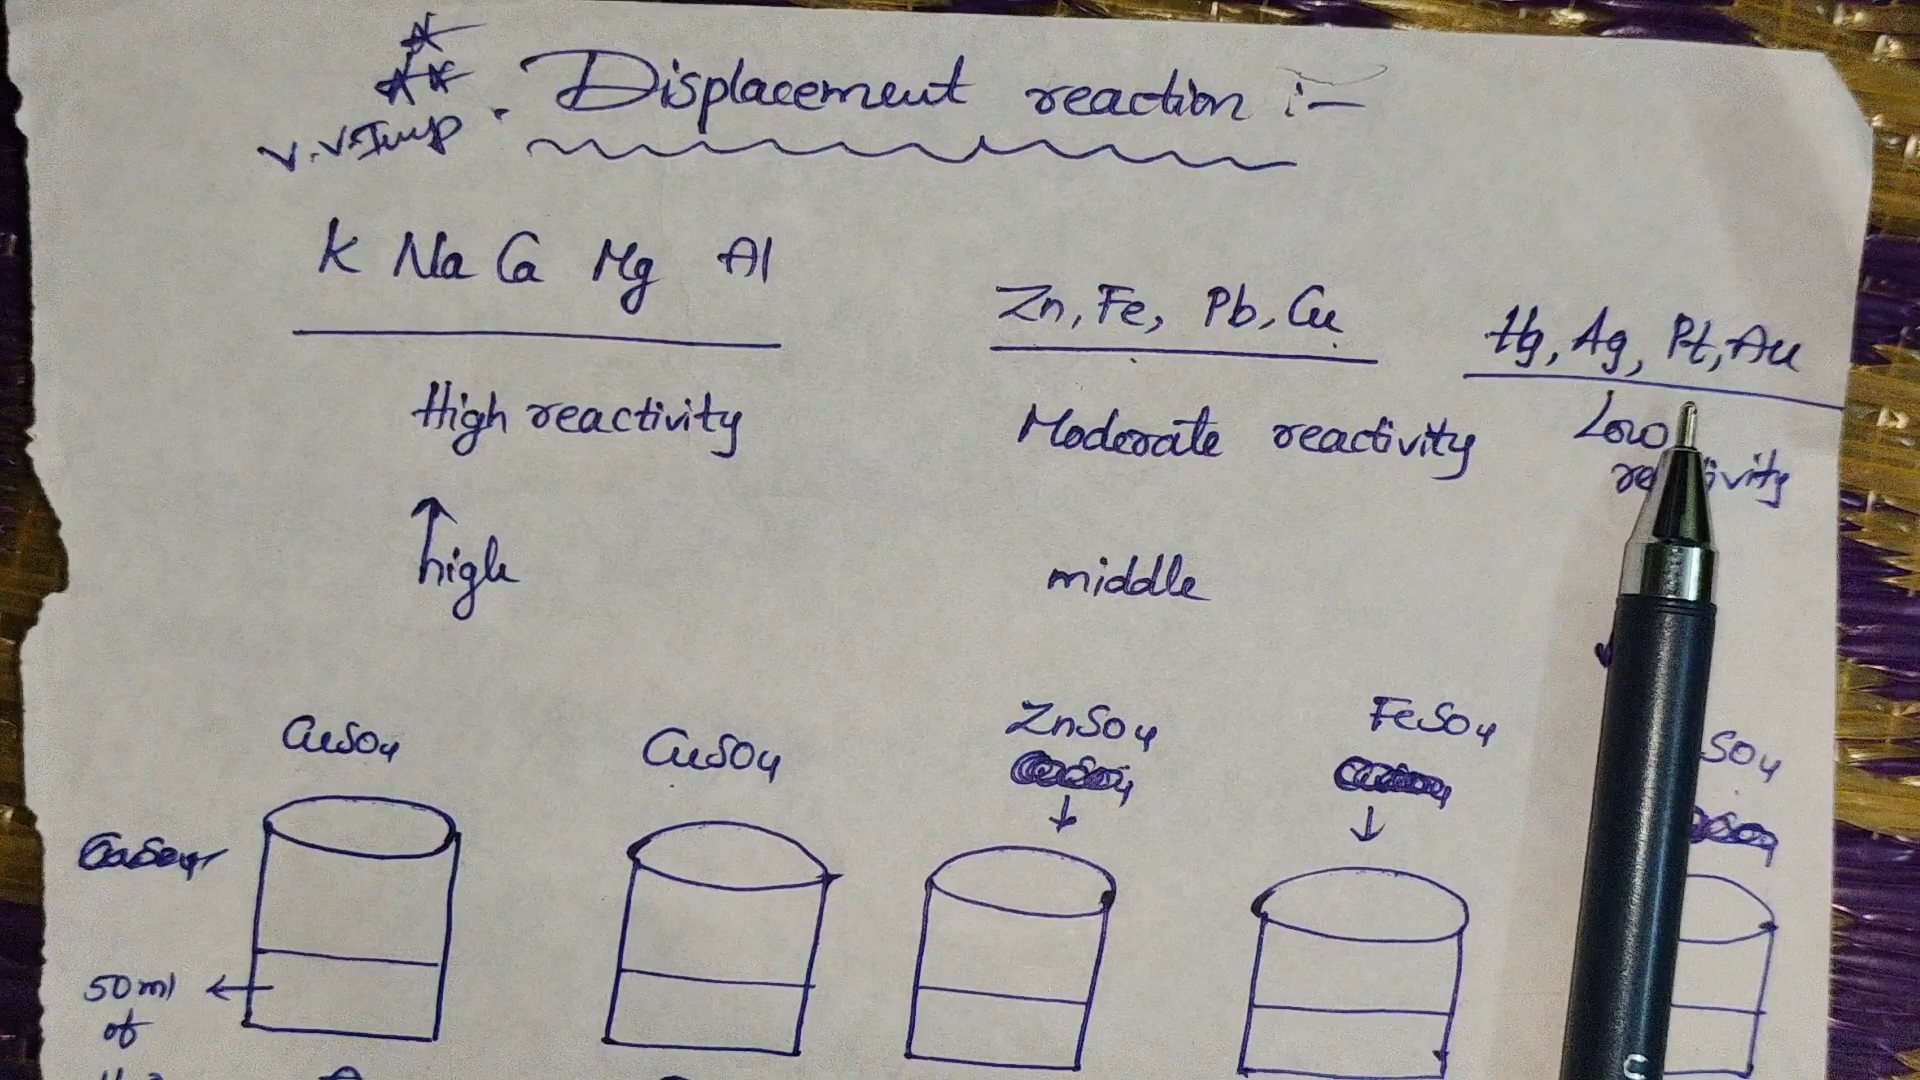 V.V.Imp . Displacement reaction :-
K Na Ca Mg Al
Zn, Fe, Pb, Cu
Hg, Ag, Pt, Au
High reactivity
Moderate reactivity
Low
high
middle
CuSO4
CuSO4
ZnSO4
FeSO4
SO4
50ml
of